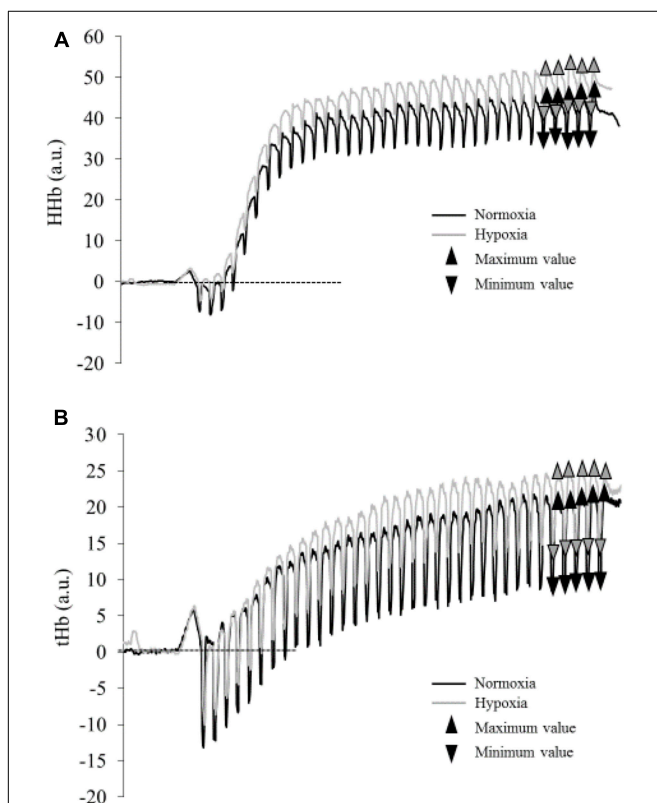 A
60
50
40
30
20
10
0
-10
-20
HHb (a.u.)
Normoxia
Hypoxia
Maximum value
Minimum value
B
30
25
20
15
10
5
0
-5
-10
-15
-20
tHb (a.u.)
Normoxia
Hypoxia
Maximum value
Minimum value